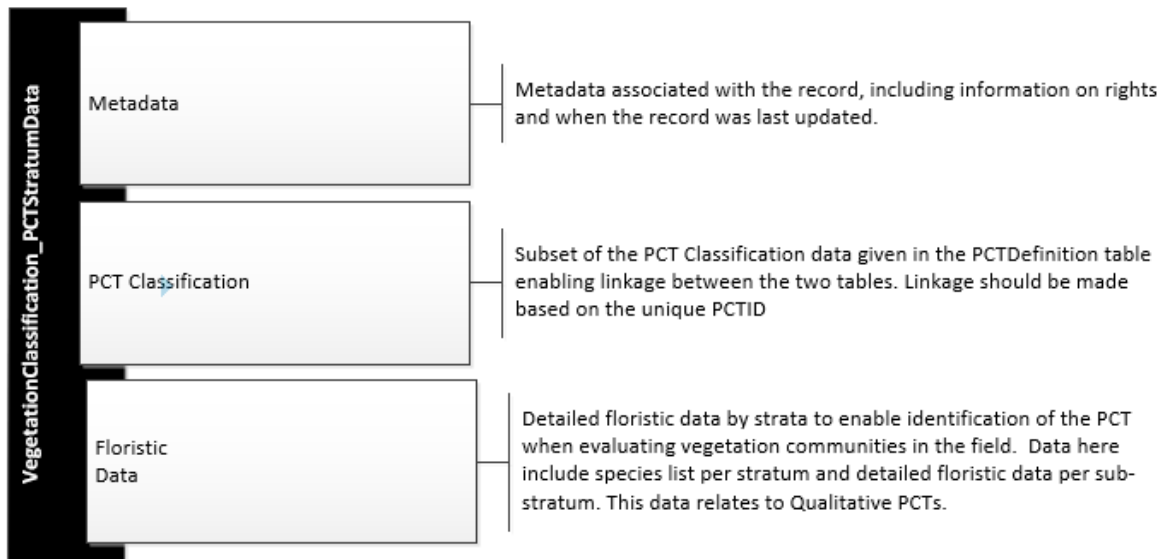 VegetationClassification_PCTStratumData
Metadata
Metadata associated with the record, including information on rights
and when the record was last updated.
PCT Classification
Subset of the PCT Classification data given in the PCTDefinition table
enabling linkage between the two tables. Linkage should be made
based on the unique PCTID
Floristic
Data
Detailed floristic data by strata to enable identification of the PCT
when evaluating vegetation communities in the field.  Data here
include species list per stratum and detailed floristic data per sub-
stratum. This data relates to Qualitative PCTs.